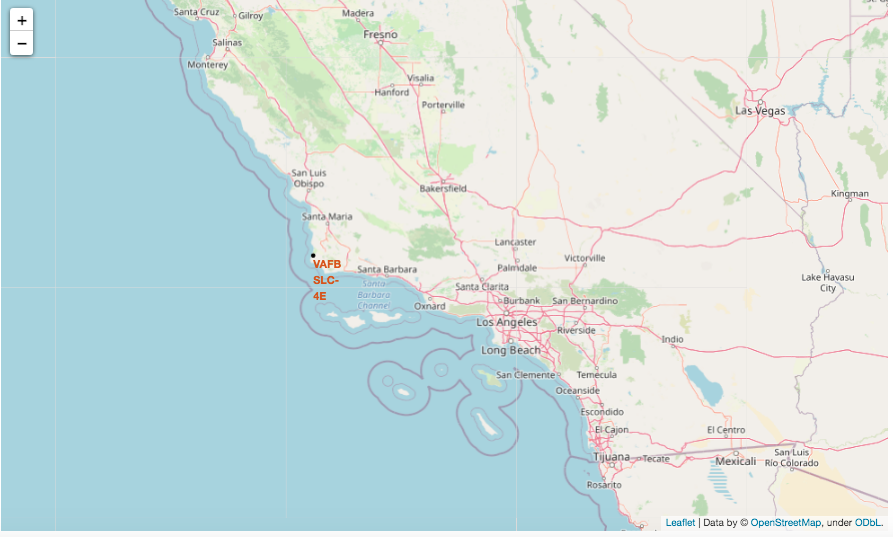 +
−
Santa Cruz
Gilroy
Madera
Fresno
Salinas
Monterey
Visalia
Hanford
Porterville
Las Vegas
San Luis
Obispo
Bakersfield
Kingman
Santa Maria
Lancaster
VAFB
SLC-
4E
Santa Barbara
Palmdale
Victorville
Lake Havasu
City
Santa
Barbara
Channel
Santa Clarita
Oxnard
Burbank
San Bernardino
Los Angeles
Riverside
Long Beach
Indio
San Clemente
Temecula
Oceanside
Escondido
El Cajon
El Centro
Tijuana
Tecate
Mexicali
San Luis
Río Colorado
Rosarito
Leaflet | Data by © OpenStreetMap, under ODbL.